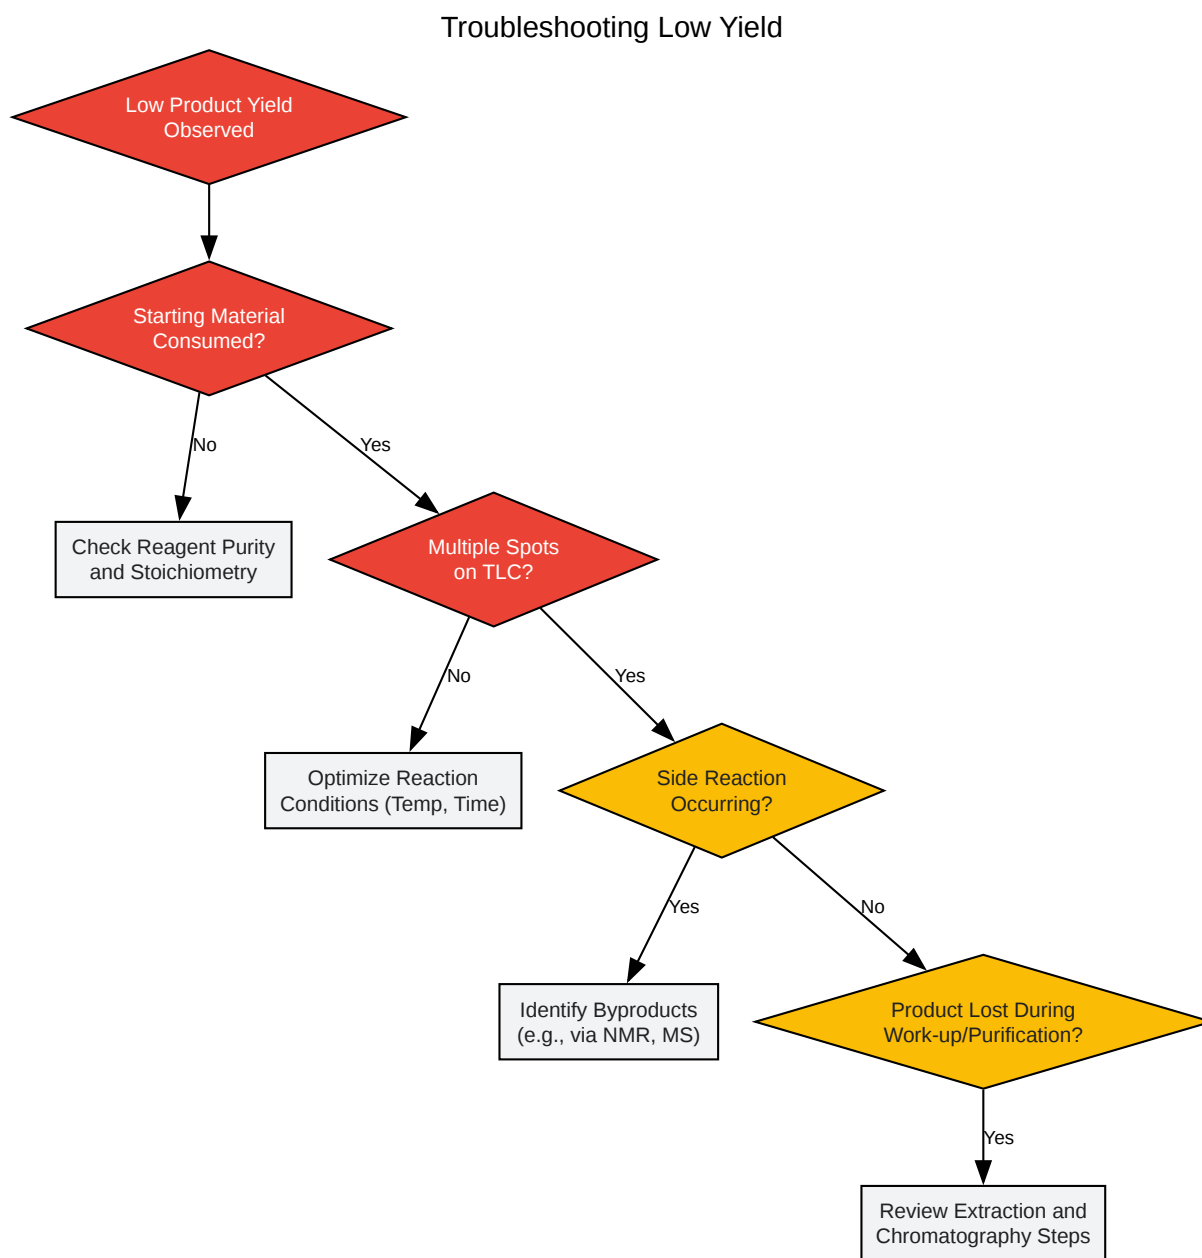 Troubleshooting Low Yield
Low Product Yield
Observed
Starting Material
Consumed?
No
Yes
Check Reagent Purity
and Stoichiometry
Multiple Spots
on TLC?
No
Yes
Optimize Reaction
Conditions (Temp, Time)
Side Reaction
Occurring?
Yes
No
Identify Byproducts
(e.g., via NMR, MS)
Product Lost During
Work-up/Purification?
Yes
Review Extraction and
Chromatography Steps